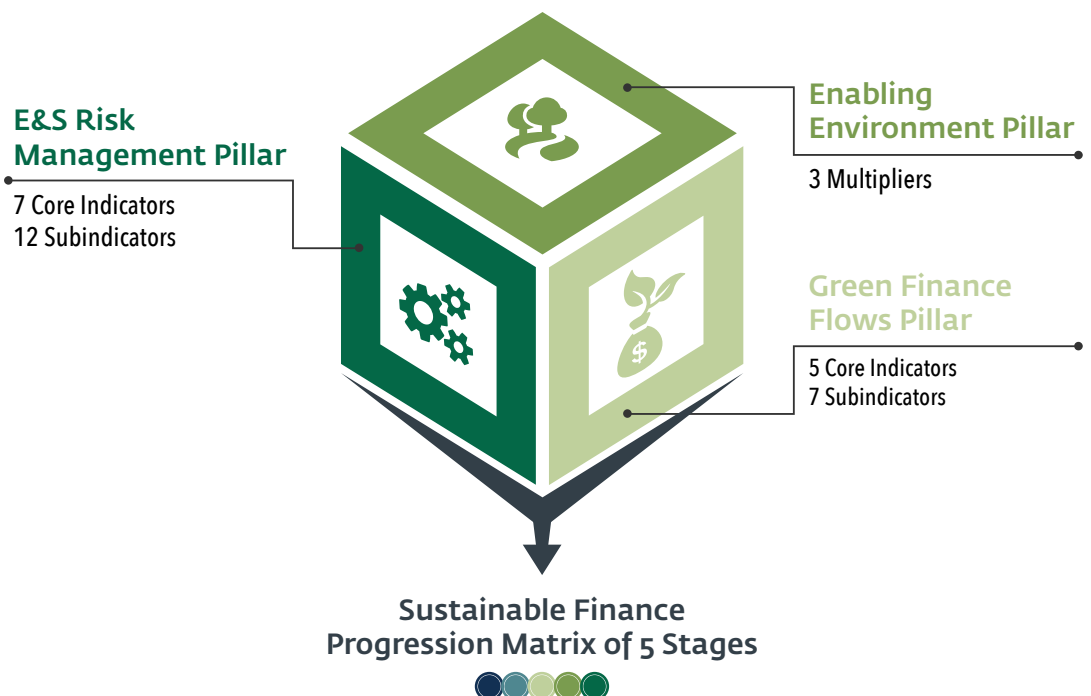 E&S Risk
Management Pillar
7 Core Indicators
12 Subindicators
Enabling
Environment Pillar
3 Multipliers
Green Finance
Flows Pillar
5 Core Indicators
7 Subindicators
$
Sustainable Finance
Progression Matrix of 5 Stages